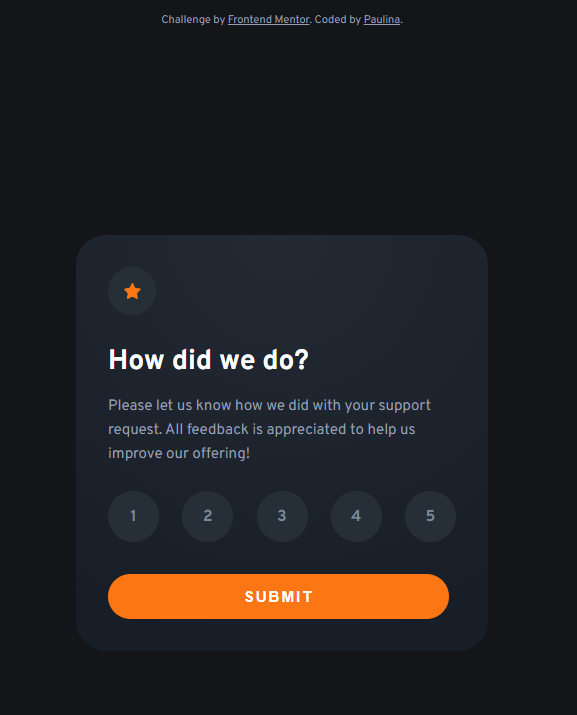 Challenge by Frontend Mentor. Coded by Paulina.
How did we do?
Please let us know how we did with your support
request. All feedback is appreciated to help us
improve our offering!
1 2 3 4 5
SUBMIT